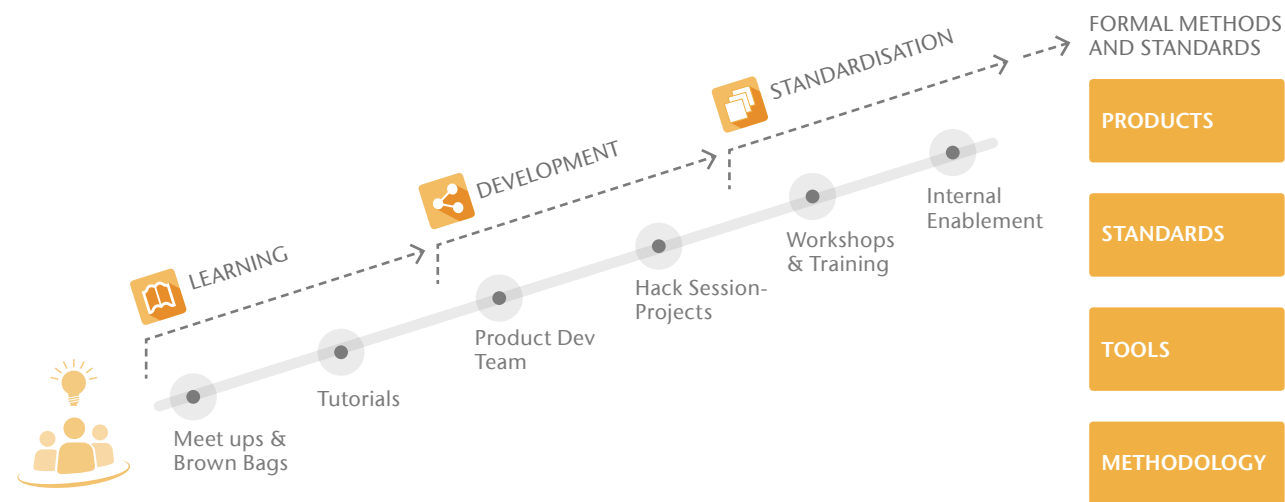 FORMAL METHODS
AND STANDARDS
STANDARDISATION
PRODUCTS
DEVELOPMENT
Internal
Enablement
STANDARDS
Workshops
& Training
LEARNING
Hack Session-
Projects
Product Dev
Team
TOOLS
Tutorials
Meet ups &
Brown Bags
METHODOLOGY